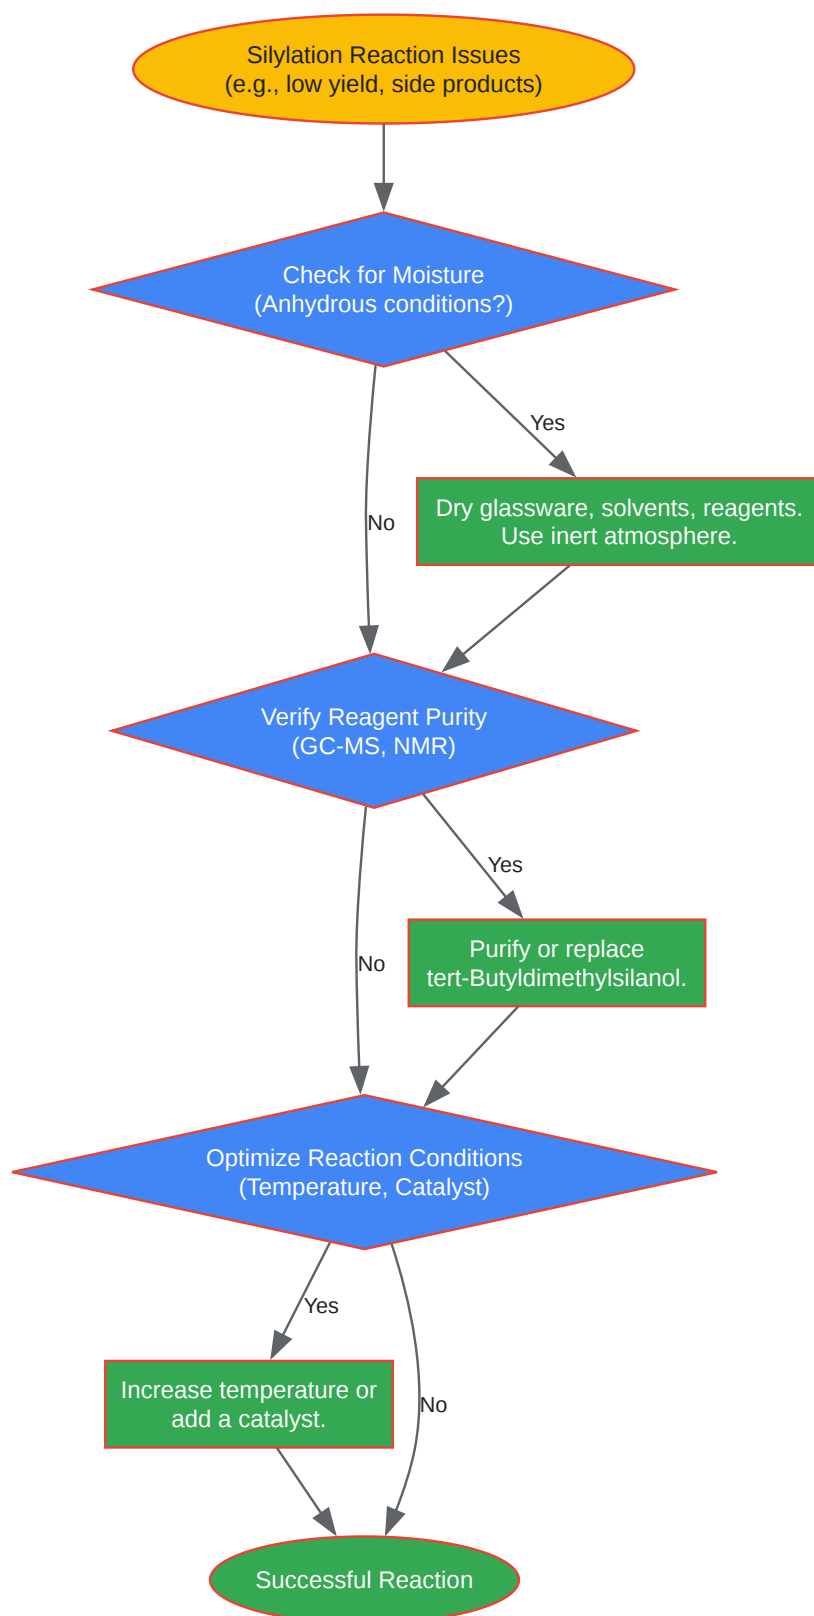 Silylation Reaction Issues
(e.g., low yield, side products)
Check for Moisture
(Anhydrous conditions?)
Yes
Dry glassware, solvents, reagents.
Use inert atmosphere.
No
Verify Reagent Purity
(GC-MS, NMR)
Yes
Purify or replace
tert-Butyldimethylsilanol.
No
Optimize Reaction Conditions
(Temperature, Catalyst)
Yes
Increase temperature or
add a catalyst.
No
Successful Reaction